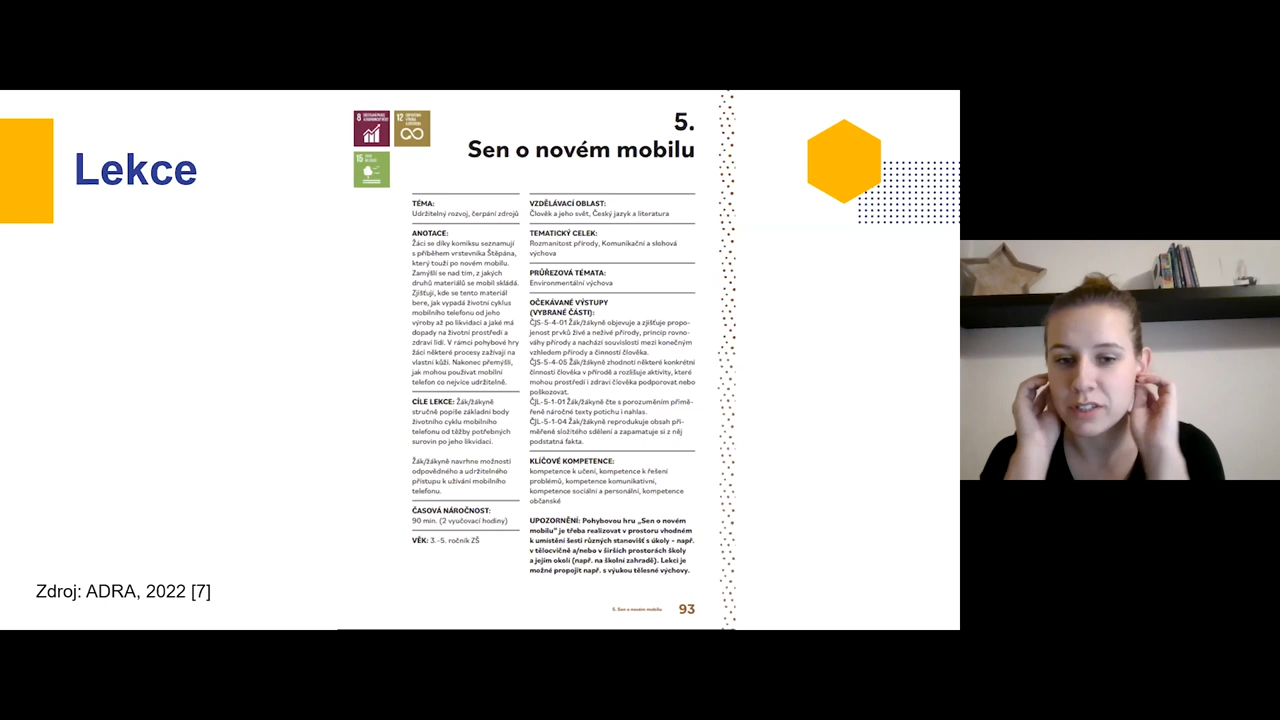 Lekce
8
12
15
5.
Sen o novém mobilu
TÉMA:
Udržitelný rozvoj, čerpání zdrojů
ANOTACE:
Žáci se díky komiksu seznamují
s příběhem vrstevníka Štěpána,
který touží po novém mobilu.
Zamýšlí se nad tím, z jakých
druhů materiálů se mobil skládá.
Zjišťují, kde se tento materiál
bere, jak vypadá životní cyklus
mobilního telefonu od jeho
výroby až po likvidaci a jaké má
dopady na životní prostředí a
zdraví lidí. V rámci pohybové hry
žáci některé procesy zažívají na
vlastní kůži. Nakonec přemýšlí,
jak mohou používat mobilní
telefon co nejvíce udržitelně.
CÍLE LEKCE: Žák/žákyně
stručně popíše základní body
životního cyklu mobilního
telefonu od těžby potřebných
surovin po jeho likvidaci.
Žák/žákyně navrhne možnosti
odpovědného a udržitelného
přístupu k užívání mobilního
telefonu.
ČASOVÁ NÁROČNOST:
90 min. (2 vyučovací hodiny)
VĚK: 3.-5. ročník ZŠ
VZDĚLÁVACÍ OBLAST:
Člověk a jeho svět, Český jazyk a literatura
TEMATICKÝ CELEK:
Rozmanitost přírody, Komunikační a slohová
výchova
PRŮŘEZOVÁ TÉMATA:
Environmentální výchova
OČEKÁVANÉ VÝSTUPY
(VYBRANÉ ČÁSTI):
ČJS-5-4-01 Žák/žákyně objevuje a zjišťuje propo-
jenost prvků živé a neživé přírody, princip rovno-
váhy přírody a nachází souvislosti mezi konečným
vzhledem přírody a činností člověka.
ČJS-5-4-05 Žák/žákyně zhodnotí některé konkrétní
činnosti člověka v přírodě a rozlišuje aktivity, které
mohou prostředí i zdraví člověka podporovat nebo
poškozovat.
ČJL-5-1-01 Žák/žákyně čte s porozuměním přimě-
řeně náročné texty potichu i nahlas.
ČJL-5-1-04 Žák/žákyně reprodukuje obsah při-
měřeně složitého sdělení a zapamatuje si z něj
podstatná fakta.
KLÍČOVÉ KOMPETENCE:
kompetence k učení, kompetence k řešení
problémů, kompetence komunikativní,
kompetence sociální a personální, kompetence
občanské
UPOZORNĚNÍ: Pohybovou hru „Sen o novém
mobilu" je třeba realizovat v prostoru vhodném
k umístění šesti různých stanovišť s úkoly – např.
v tělocvičně a/nebo v širších prostorách školy
a jejím okolí (např. na školní zahradě). Lekci je
možné propojit např. s výukou tělesné výchovy.
5. Sen o novém mobilu 93
Zdroj: ADRA, 2022 [7]